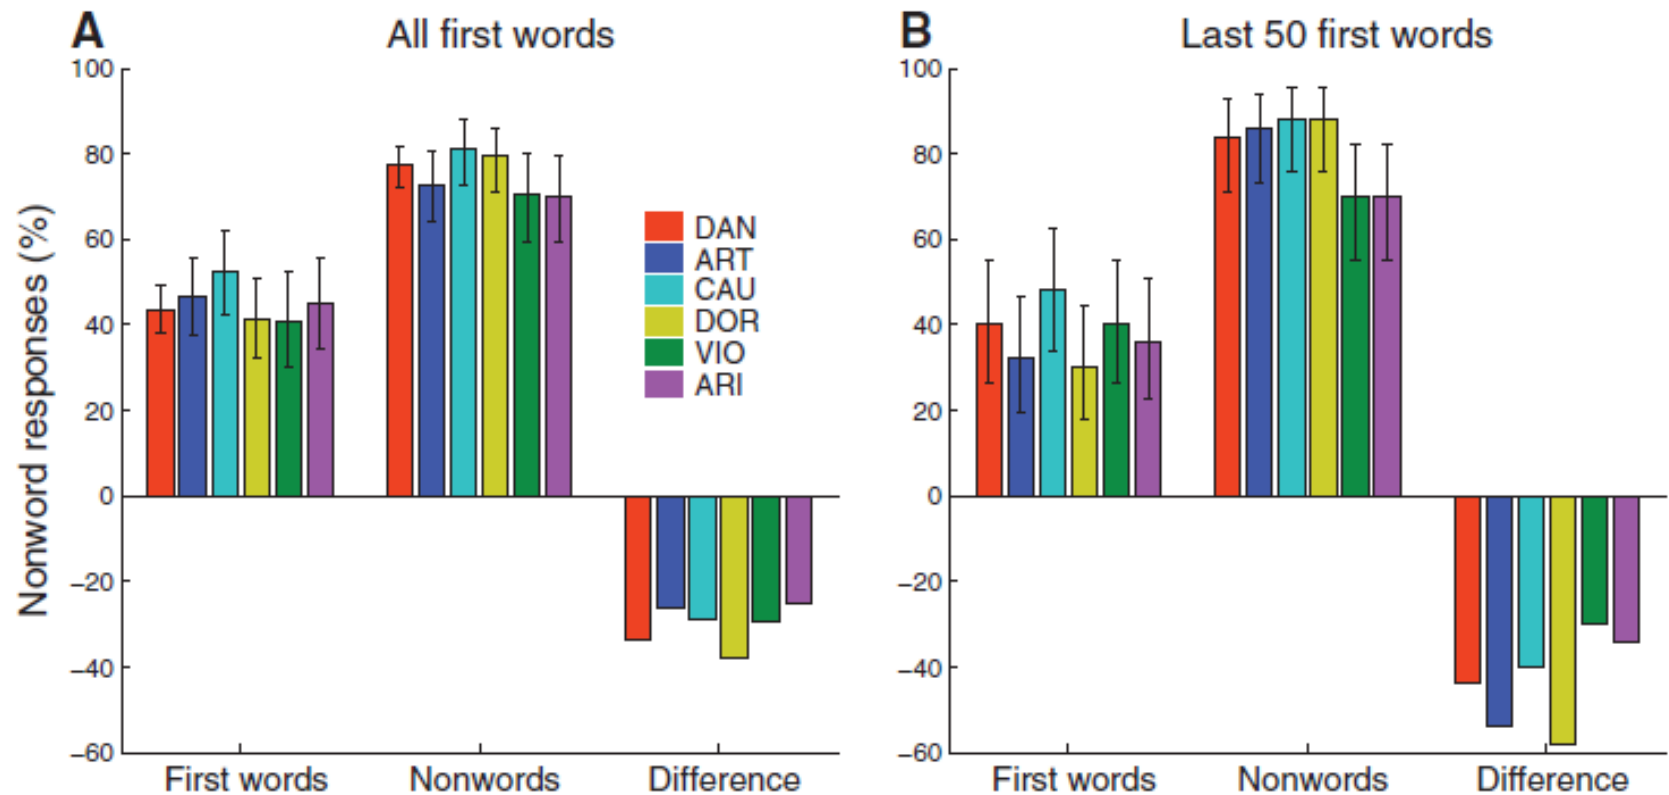 A All first words
100
80
60
40
20
0
−20
−40
−60
Nonword responses (%)
DAN
ART
CAU
DOR
VIO
ARI
First words Nonwords Difference
B Last 50 first words
100
80
60
40
20
0
−20
−40
−60
First words Nonwords Difference